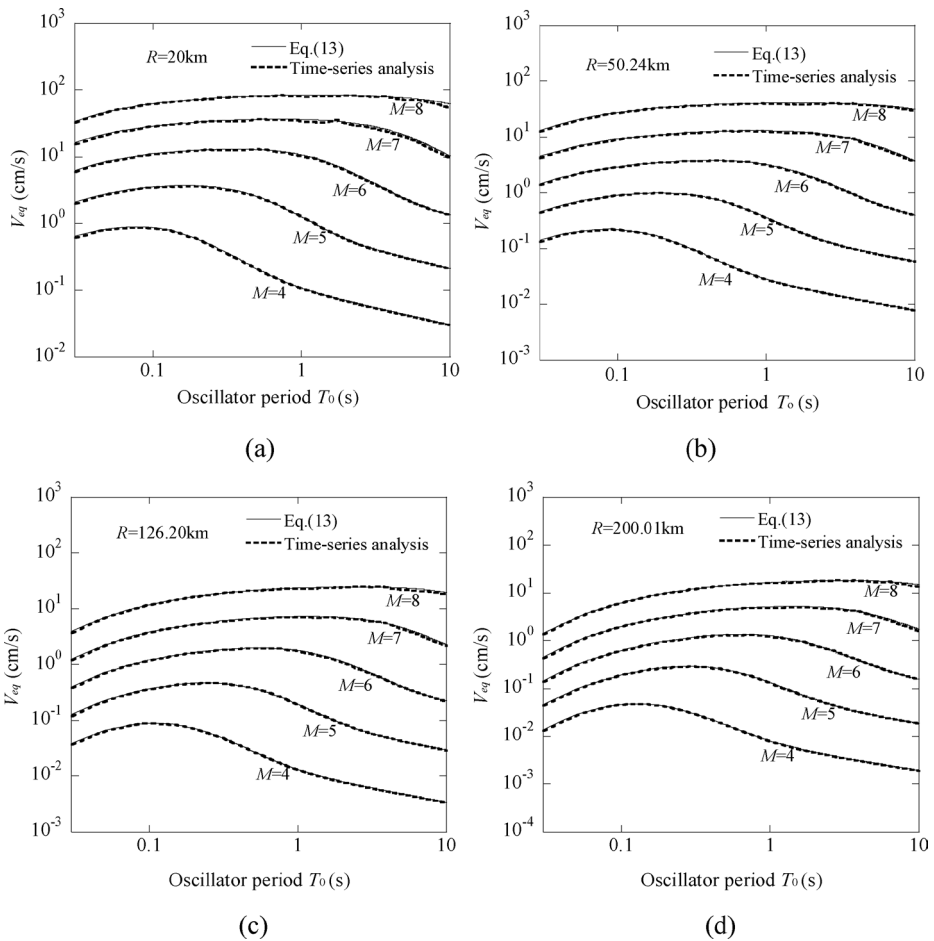 10³
10²
10¹
10⁰
10⁻¹
10⁻²
V_eq (cm/s)
R=20km
Eq.(13)
Time-series analysis
M=8
M=7
M=6
M=5
M=4
0.1
1
10
Oscillator period T₀ (s)
(a)
10³
10²
10¹
10⁰
10⁻¹
10⁻²
10⁻³
V_eq (cm/s)
R=50.24km
Eq.(13)
Time-series analysis
M=8
M=7
M=6
M=5
M=4
0.1
1
10
Oscillator period Tₒ (s)
(b)
10³
10²
10¹
10⁰
10⁻¹
10⁻²
10⁻³
V_eq (cm/s)
R=126.20km
Eq.(13)
Time-series analysis
M=8
M=7
M=6
M=5
M=4
0.1
1
10
Oscillator period T₀ (s)
(c)
10³
10²
10¹
10⁰
10⁻¹
10⁻²
10⁻³
10⁻⁴
V_eq (cm/s)
R=200.01km
Eq.(13)
Time-series analysis
M=8
M=7
M=6
M=5
M=4
0.1
1
10
Oscillator period T₀ (s)
(d)